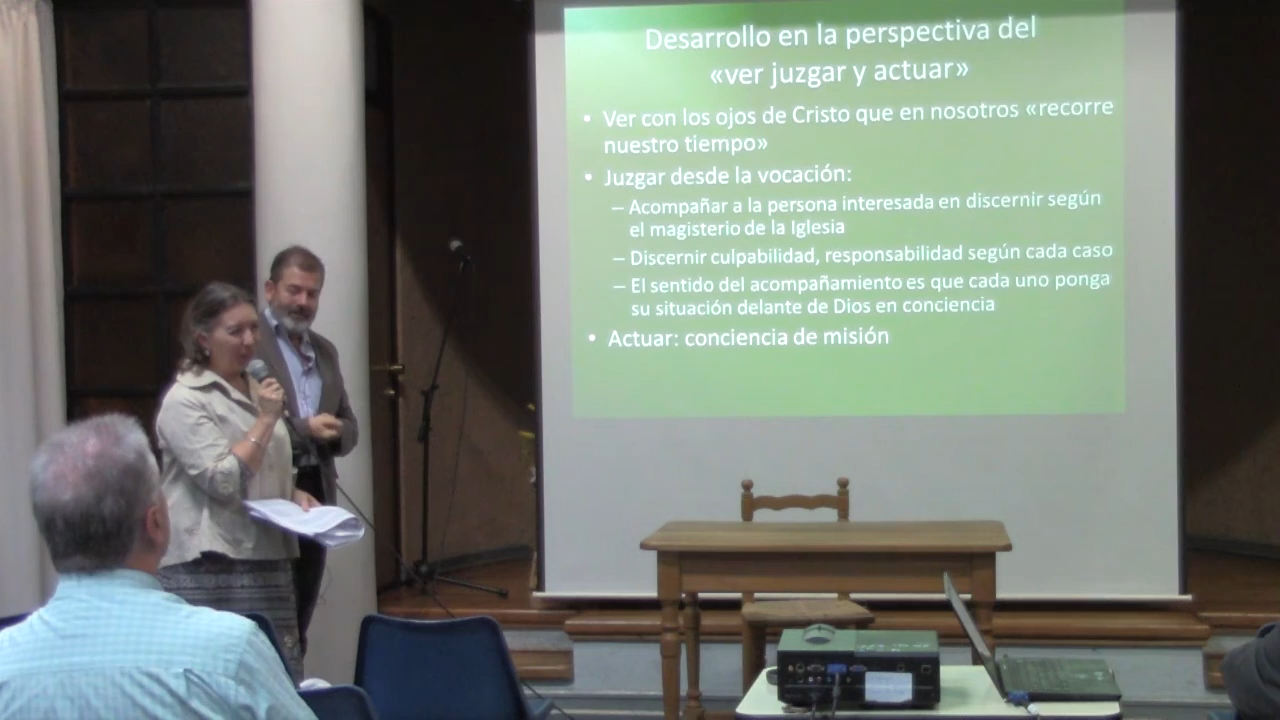 Desarrollo en la perspectiva del
«ver juzgar y actuar»
• Ver con los ojos de Cristo que en nosotros «recorre
nuestro tiempo»
• Juzgar desde la vocación:
– Acompañar a la persona interesada en discernir según
el magisterio de la Iglesia
– Discernir culpabilidad, responsabilidad según cada caso
– El sentido del acompañamiento es que cada uno ponga
su situación delante de Dios en conciencia
• Actuar: conciencia de misión